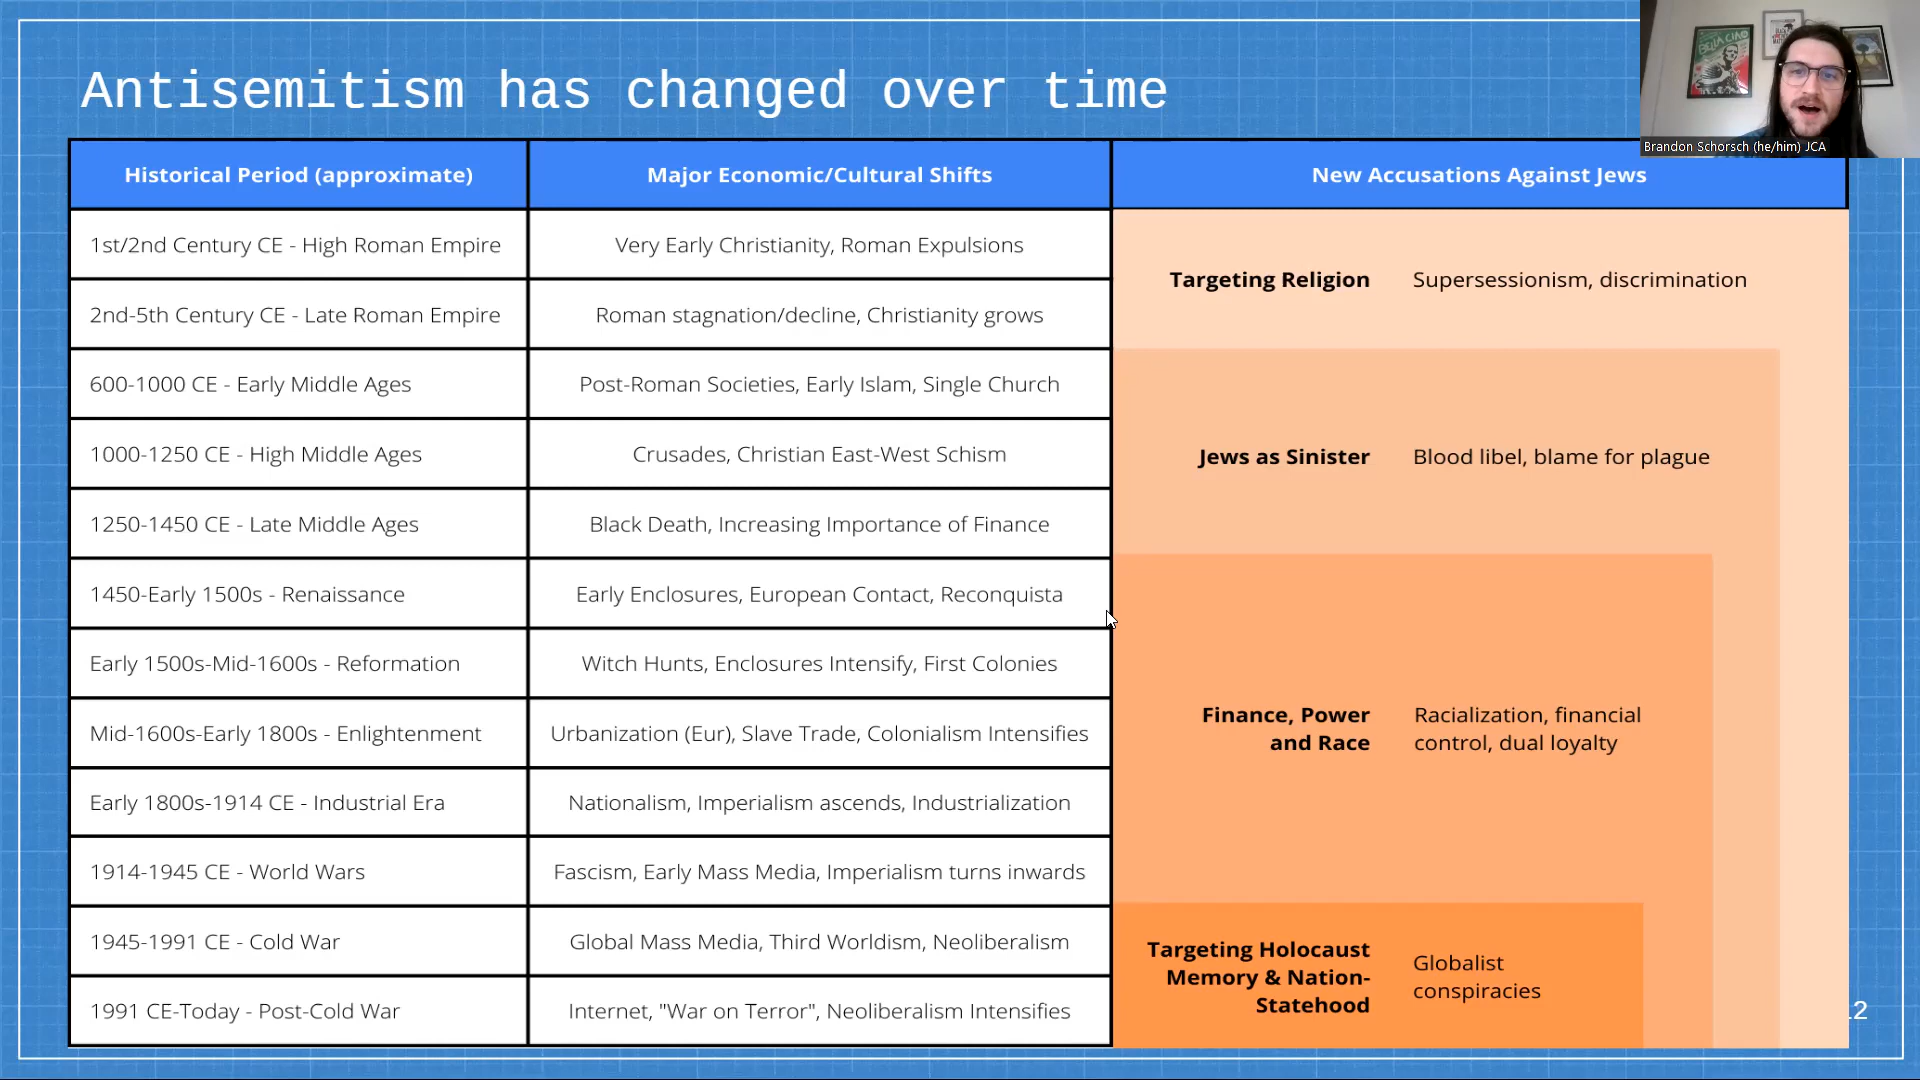 Antisemitism has changed over time
BELLA CIAO
Brandon Schorsch (he/him) JCA
Historical Period (approximate)
Major Economic/Cultural Shifts
New Accusations Against Jews
1st/2nd Century CE - High Roman Empire
Very Early Christianity, Roman Expulsions
2nd-5th Century CE - Late Roman Empire
Roman stagnation/decline, Christianity grows
Targeting Religion
Supersessionism, discrimination
600-1000 CE - Early Middle Ages
Post-Roman Societies, Early Islam, Single Church
1000-1250 CE - High Middle Ages
Crusades, Christian East-West Schism
Jews as Sinister
Blood libel, blame for plague
1250-1450 CE - Late Middle Ages
Black Death, Increasing Importance of Finance
1450-Early 1500s - Renaissance
Early Enclosures, European Contact, Reconquista
Early 1500s-Mid-1600s - Reformation
Witch Hunts, Enclosures Intensify, First Colonies
Mid-1600s-Early 1800s - Enlightenment
Urbanization (Eur), Slave Trade, Colonialism Intensifies
Finance, Power
and Race
Racialization, financial
control, dual loyalty
Early 1800s-1914 CE - Industrial Era
Nationalism, Imperialism ascends, Industrialization
1914-1945 CE - World Wars
Fascism, Early Mass Media, Imperialism turns inwards
1945-1991 CE - Cold War
Global Mass Media, Third Worldism, Neoliberalism
1991 CE-Today - Post-Cold War
Internet, "War on Terror", Neoliberalism Intensifies
Targeting Holocaust
Memory & Nation-
Statehood
Globalist
conspiracies
12